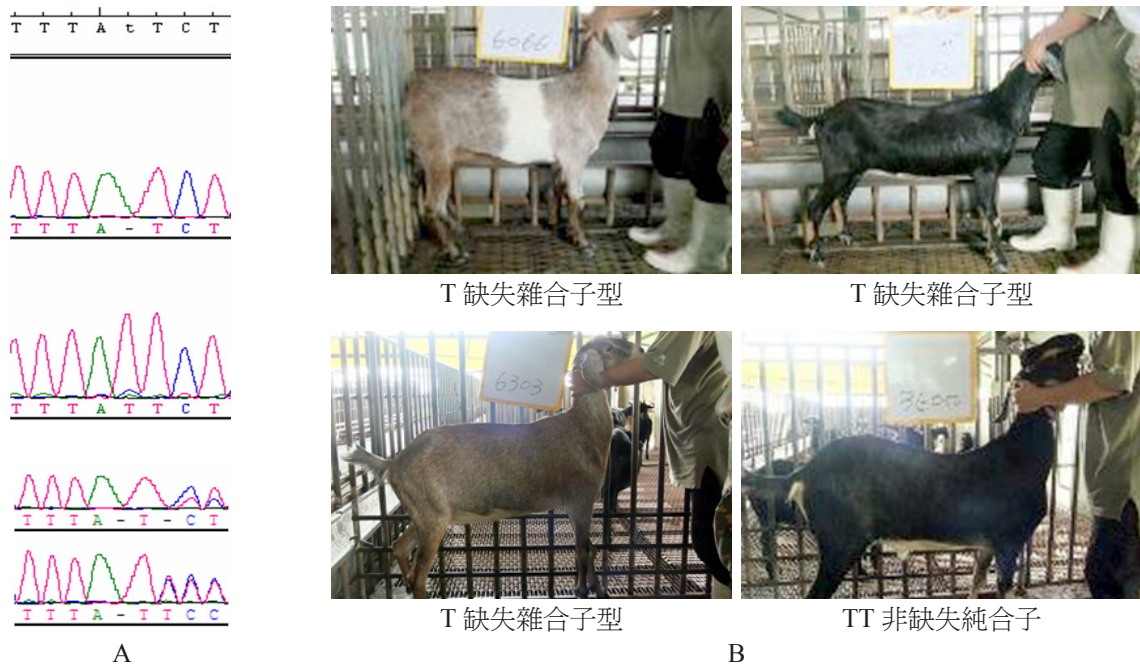 T T T A t T C T
T T T A - T C T
T T T A T T C T
T T T A - T - C T
T T T A - T T C C
A
6066
T 缺失雜合子型
T 缺失雜合子型
6303
T 缺失雜合子型
TT 非缺失純合子
B